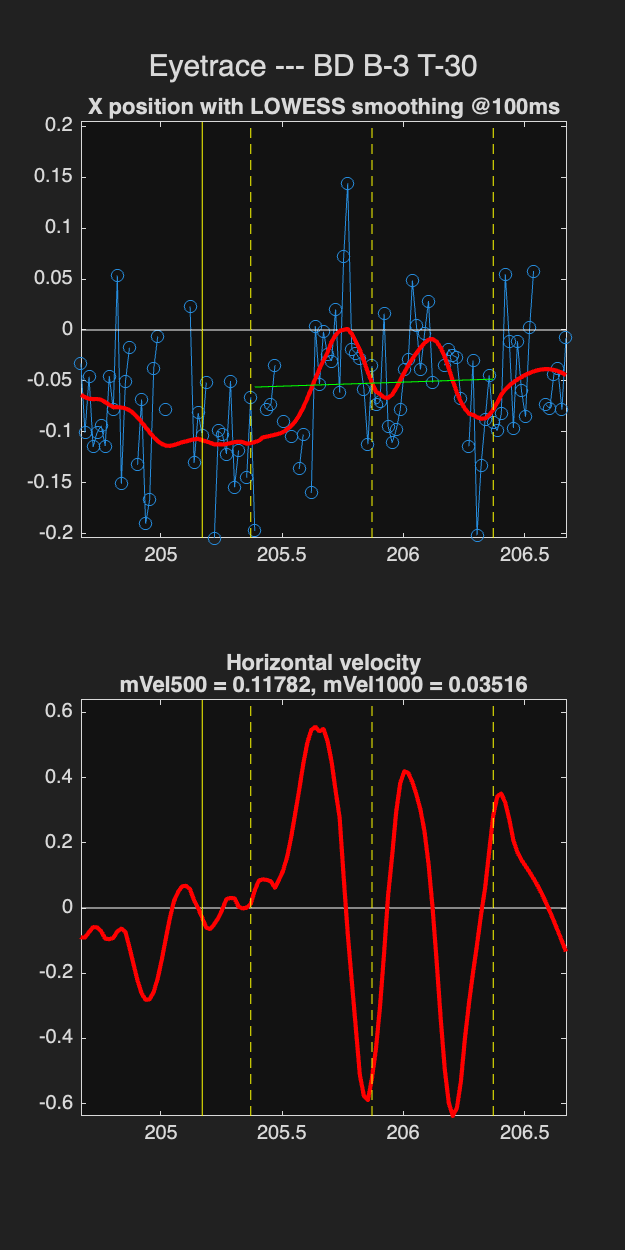 Eyetrace --- BD B-3 T-30
X position with LOWESS smoothing @100ms
0.2
0.15
0.1
0.05
0
-0.05
-0.1
-0.15
-0.2
205 205.5 206 206.5
Horizontal velocity
mVel500 = 0.11782, mVel1000 = 0.03516
0.6
0.4
0.2
0
-0.2
-0.4
-0.6
205 205.5 206 206.5